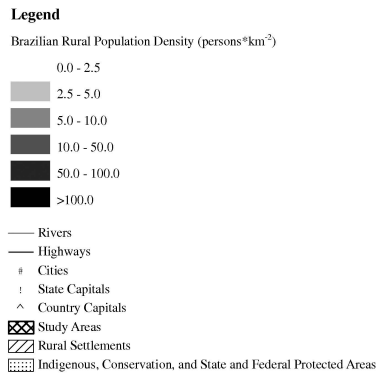 Legend
Brazilian Rural Population Density (persons*km-2)
0.0 - 2.5
2.5 - 5.0
5.0 - 10.0
10.0 - 50.0
50.0 - 100.0
>100.0
Rivers
Highways
# Cities
! State Capitals
^ Country Capitals
Study Areas
Rural Settlements
Indigenous, Conservation, and State and Federal Protected Areas